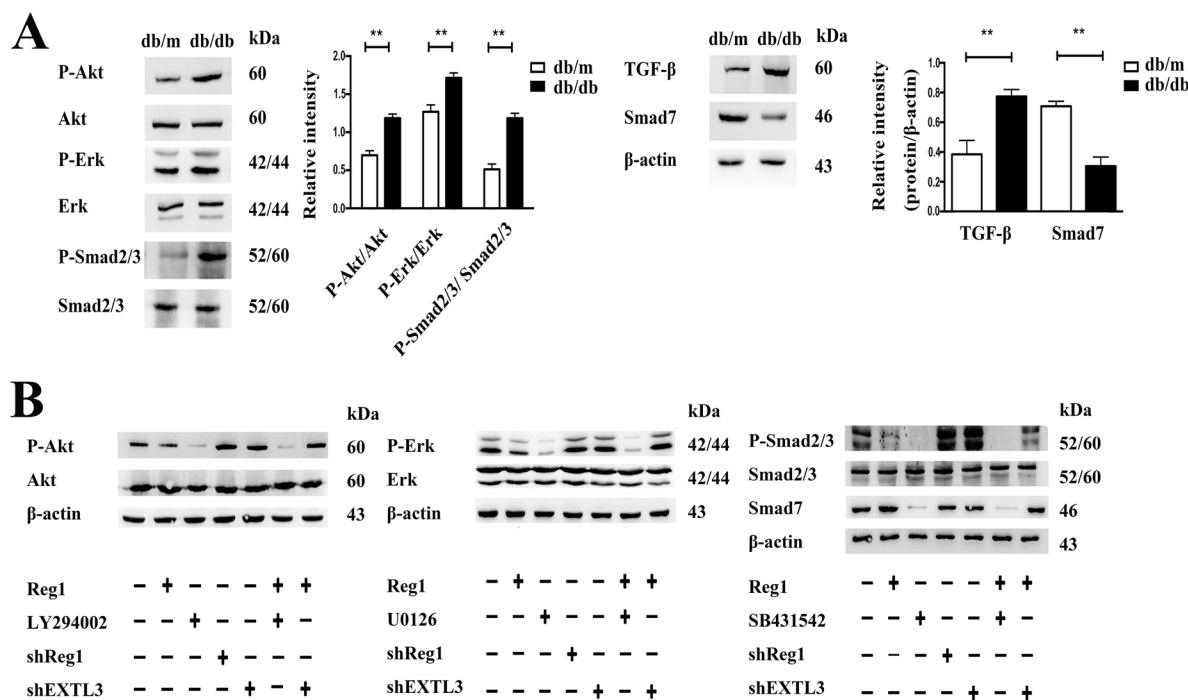 A
db/m db/db kDa
P-Akt 60
Akt 60
P-Erk 42/44
Erk 42/44
P-Smad2/3 52/60
Smad2/3 52/60
Relative intensity
2.0
1.5
1.0
0.5
0.0
** ** **
db/m
db/db
P-Akt/Akt
P-Erk/Erk
P-Smad2/3/ Smad2/3
db/m db/db kDa
TGF-β 60
Smad7 46
β-actin 43
Relative intensity
(protein/β-actin)
1.0
0.8
0.6
0.4
0.2
0.0
** **
db/m
db/db
TGF-β Smad7
B
kDa
P-Akt 60
Akt 60
β-actin 43
Reg1 − + − − − + +
LY294002 − − + − − + −
shReg1 − − − + − − −
shEXTL3 − − − − + − +
kDa
P-Erk 42/44
Erk 42/44
β-actin 43
Reg1 − + − − − + +
U0126 − − + − − + −
shReg1 − − − + − − −
shEXTL3 − − − − + − +
kDa
P-Smad2/3 52/60
Smad2/3 52/60
Smad7 46
β-actin 43
Reg1 − + − − − + +
SB431542 − − + − − + −
shReg1 − − − + − − −
shEXTL3 − − − − + − +